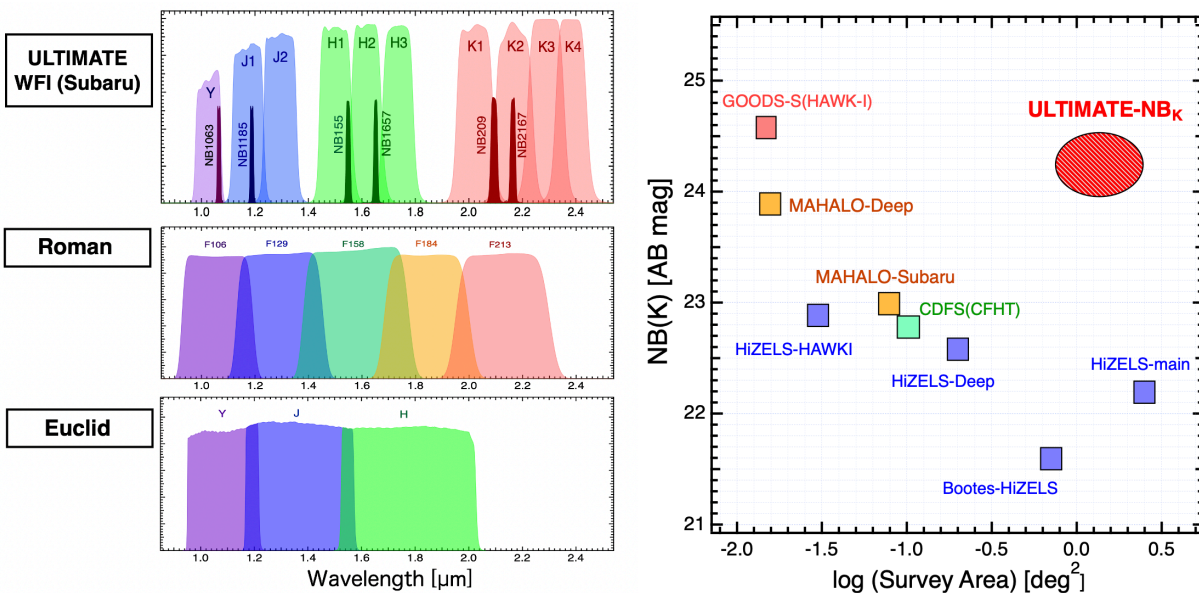 ULTIMATE
WFI (Subaru)
Y
J1
J2
H1
H2
H3
K1
K2
K3
K4
NB1063
NB1185
NB155
NB1657
NB209
NB2167
1.0 1.2 1.4 1.6 1.8 2.0 2.2 2.4
Roman
F106
F129
F158
F184
F213
1.0 1.2 1.4 1.6 1.8 2.0 2.2 2.4
Euclid
Y
J
H
1.0 1.2 1.4 1.6 1.8 2.0 2.2 2.4
Wavelength [μm]
NB(K) [AB mag]
25
24
23
22
21
GOODS-S(HAWK-I)
ULTIMATE-NBK
MAHALO-Deep
MAHALO-Subaru
CDFS(CFHT)
HiZELS-HAWKI
HiZELS-Deep
HiZELS-main
Bootes-HiZELS
-2.0 -1.5 -1.0 -0.5 0.0 0.5
log (Survey Area) [deg²]